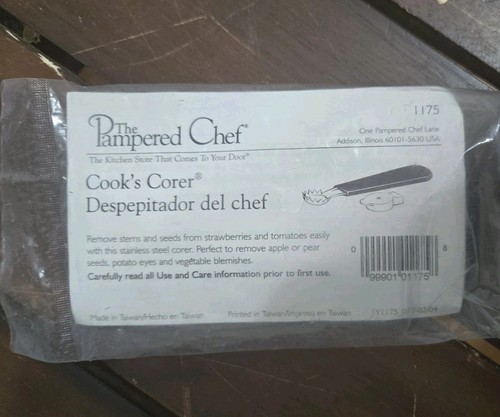 1175
The
Pampered Chef®
One Pampered Chef Lane
Addison, Illinois 60101-5630 USA
The Kitchen Store That Comes To Your Door®
Cook's Corer®
Despepitador del chef
Remove stems and seeds from strawberries and tomatoes easily
with this stainless steel corer. Perfect to remove apple or pear
seeds, potato eyes and vegetable blemishes.
Carefully read all Use and Care information prior to first use.
0 99901 01175 8
Made in Taiwan/Hecho en Taiwan
Printed in Taiwan/Impreso en Taiwan